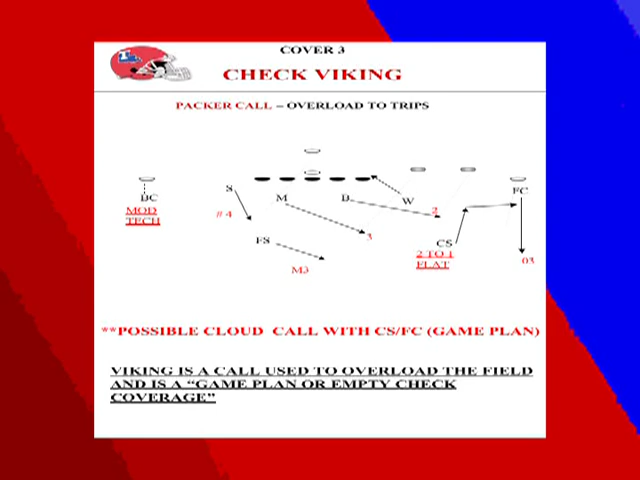 COVER 3
CHECK VIKING
PACKER CALL – OVERLOAD TO TRIPS
BC
MOD
TECH
S
# 4
M
B
W
FC
2
3
FS
M3
CS
2 TO 1
FLAT
03
**POSSIBLE CLOUD CALL WITH CS/FC (GAME PLAN)
VIKING IS A CALL USED TO OVERLOAD THE FIELD
AND IS A “GAME PLAN OR EMPTY CHECK
COVERAGE”